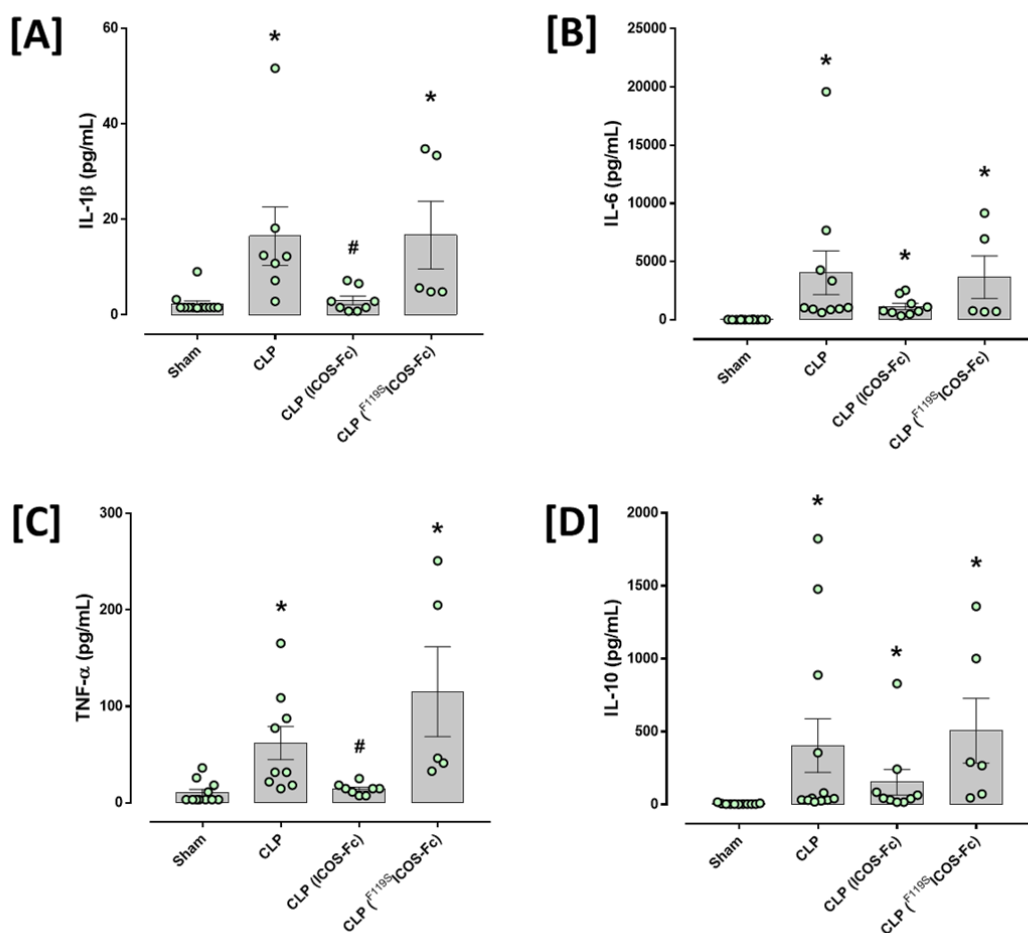 [A]
IL-1β (pg/mL)
60
40
20
0
*
#
*
Sham
CLP
CLP (ICOS-Fc)
CLP (F119SICOS-Fc)
[B]
IL-6 (pg/mL)
25000
20000
15000
10000
5000
0
*
*
*
Sham
CLP
CLP (ICOS-Fc)
CLP (F119SICOS-Fc)
[C]
TNF-α (pg/mL)
300
200
100
0
*
#
*
Sham
CLP
CLP (ICOS-Fc)
CLP (F119SICOS-Fc)
[D]
IL-10 (pg/mL)
2000
1500
1000
500
0
*
*
*
Sham
CLP
CLP (ICOS-Fc)
CLP (F119SICOS-Fc)